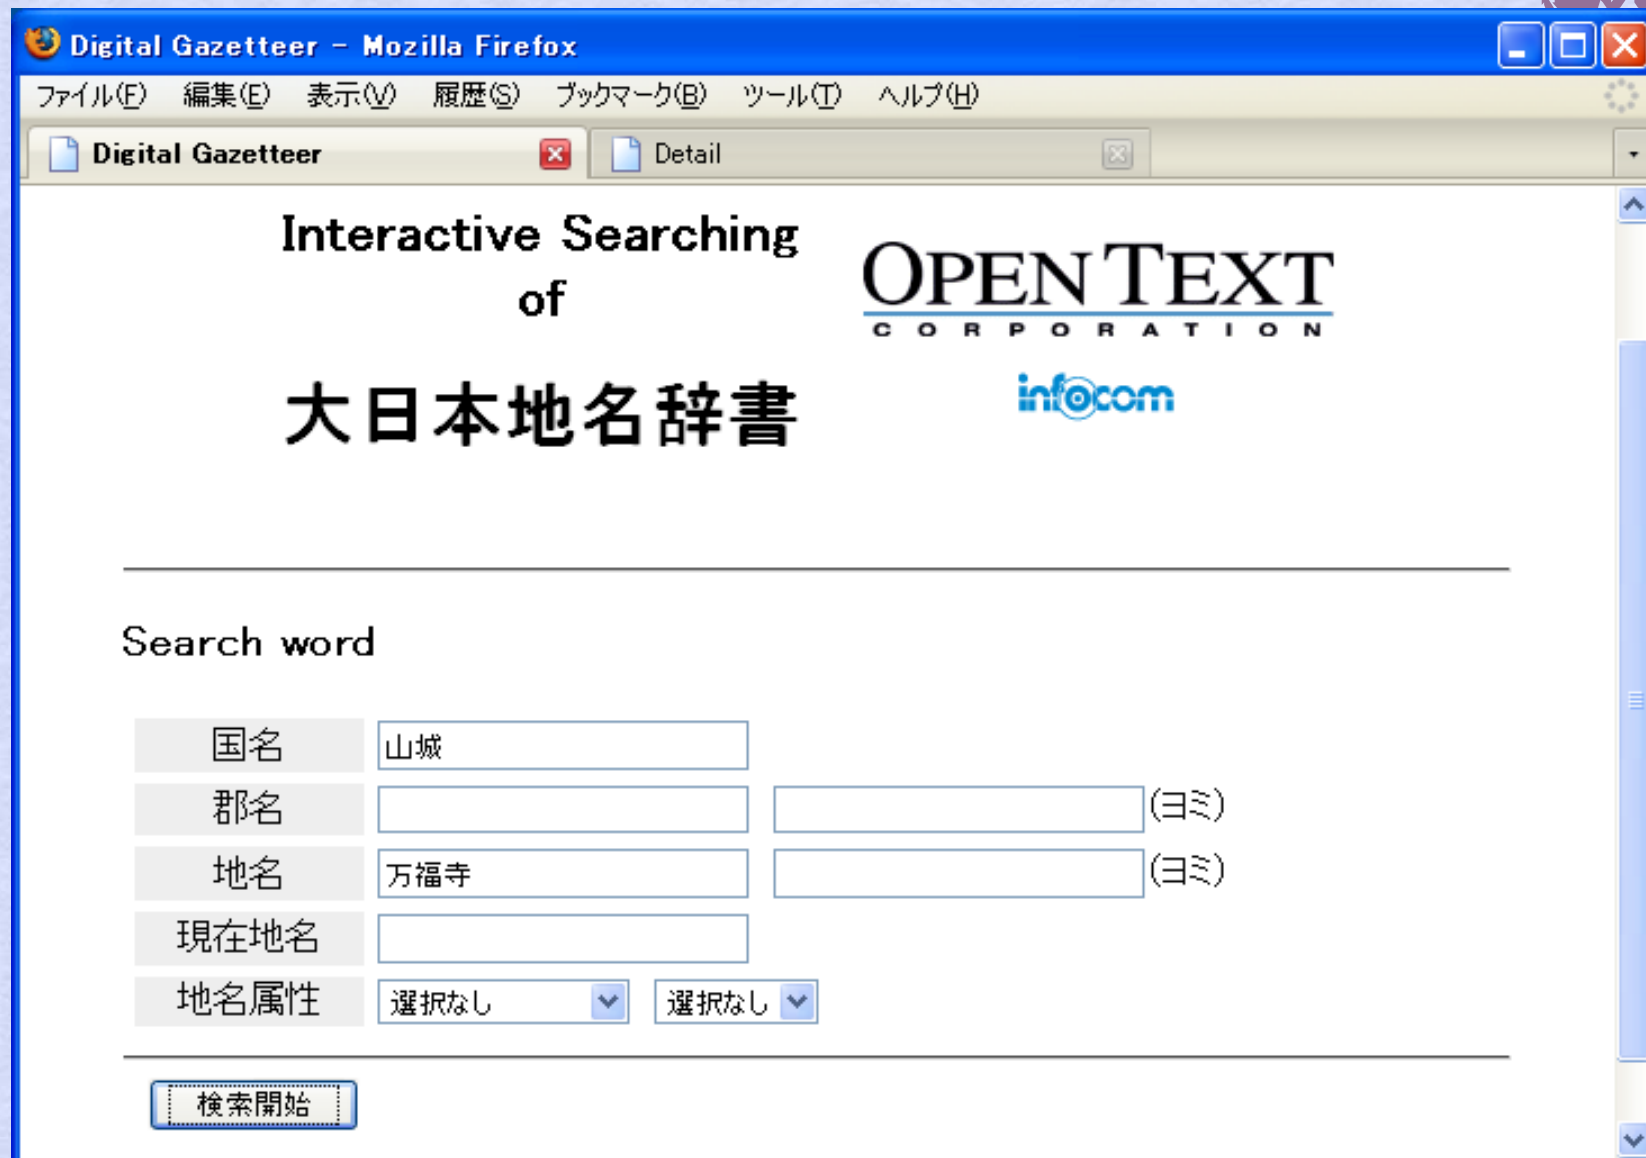 Digital Gazetteer - Mozilla Firefox
ファイル(F) 編集(E) 表示(V) 履歴(S) ブックマーク(B) ツール(T) ヘルプ(H)
Digital Gazetteer Detail
Interactive Searching
of
大日本地名辞書
OPEN TEXT
CORPORATION
infocom
Search word
国名 山城
郡名 (ヨミ)
地名 万福寺 (ヨミ)
現在地名
地名属性 選択なし 選択なし
検索開始